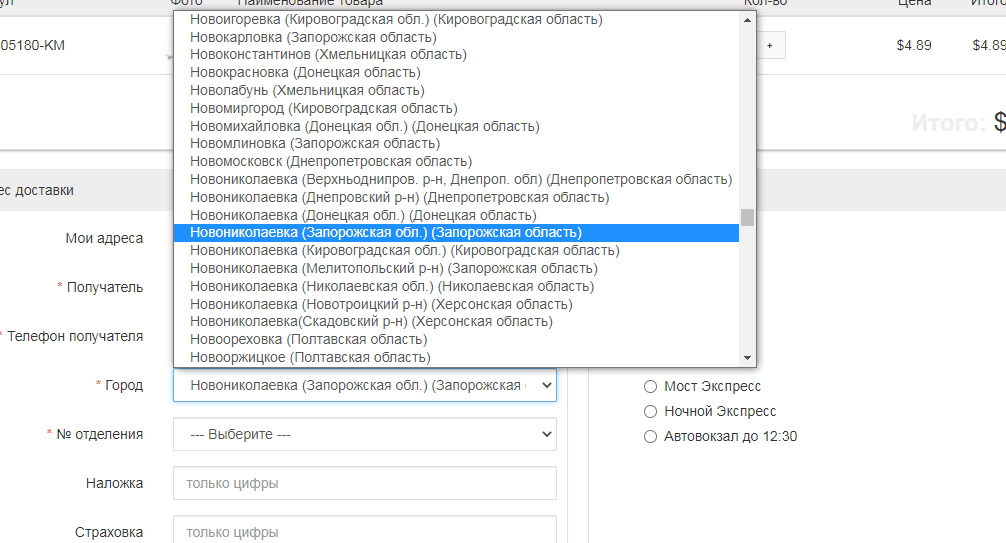 ул Фото Наименование товара Кол-во Цена Итого
05180-KM + $4.89 $4.89
Итого: $
ес доставки
Новоигоревка (Кировоградская обл.) (Кировоградская область)
Новокарловка (Запорожская область)
Новоконстантинов (Хмельницкая область)
Новокрасновка (Донецкая область)
Новолабунь (Хмельницкая область)
Новомиргород (Кировоградская область)
Новомихайловка (Донецкая обл.) (Донецкая область)
Новомлиновка (Запорожская область)
Новомосковск (Днепропетровская область)
Новониколаевка (Верхньоднипров. р-н, Днепроп. обл) (Днепропетровская область)
Новониколаевка (Днепровский р-н) (Днепропетровская область)
Новониколаевка (Донецкая обл.) (Донецкая область)
Новониколаевка (Запорожская обл.) (Запорожская область)
Новониколаевка (Кировоградская обл.) (Кировоградская область)
Новониколаевка (Мелитопольский р-н) (Запорожская область)
Новониколаевка (Николаевская обл.) (Николаевская область)
Новониколаевка (Новотроицкий р-н) (Херсонская область)
Новониколаевка(Скадовский р-н) (Херсонская область)
Новоореховка (Полтавская область)
Новооржицкое (Полтавская область)
Мои адреса
* Получатель
* Телефон получателя
* Город Новониколаевка (Запорожская обл.) (Запорожская
* № отделения --- Выберите ---
Наложка только цифры
Страховка только цифры
Мост Экспресс
Ночной Экспресс
Автовокзал до 12:30